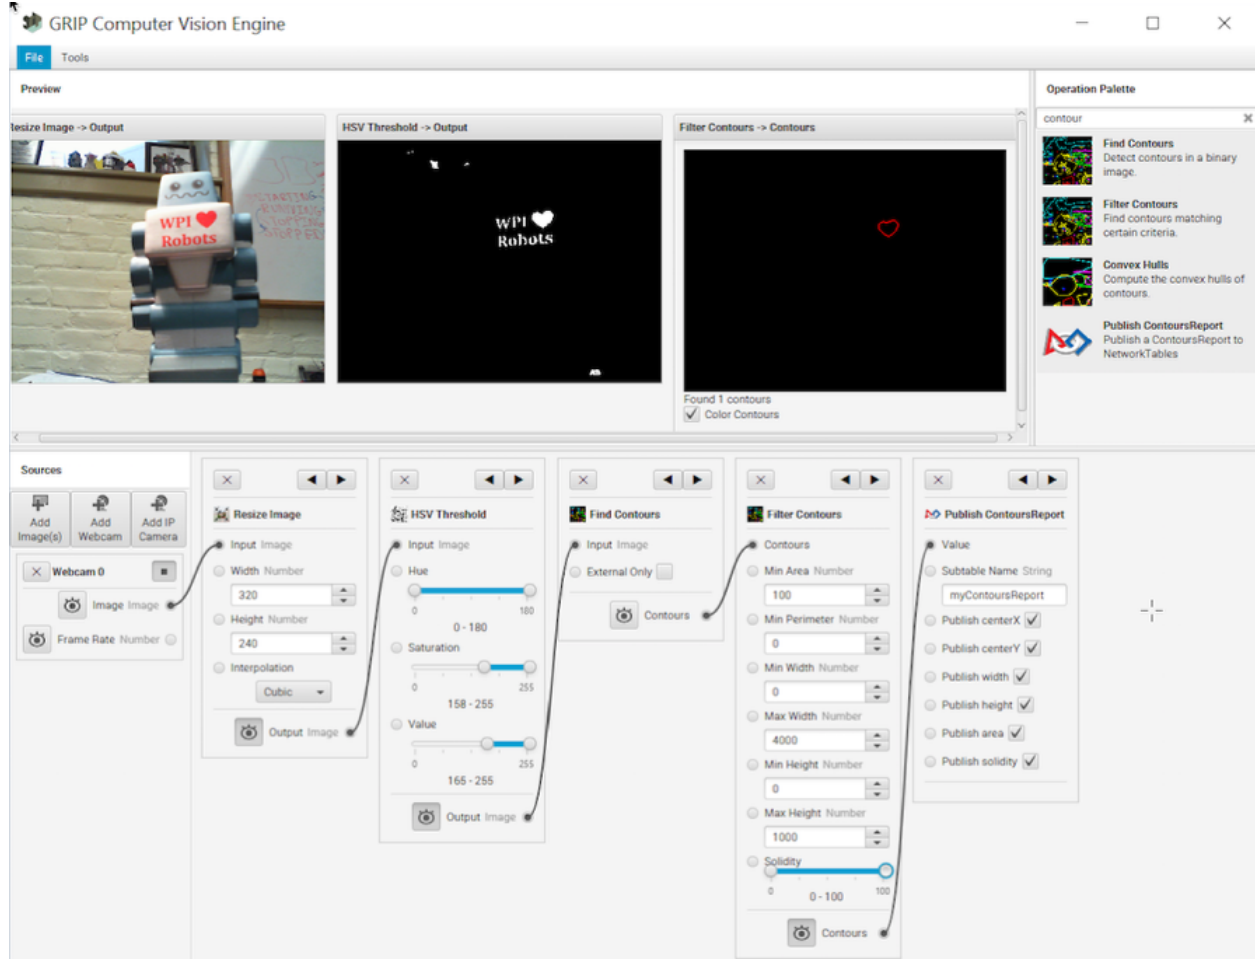 GRIP Computer Vision Engine
File Tools
Preview
Resize Image -> Output
WPI
Robots
HSV Threshold -> Output
WPI
Robots
Filter Contours -> Contours
Found 1 contours
Color Contours
Operation Palette
contour
Find Contours
Detect contours in a binary
image.
Filter Contours
Find contours matching
certain criteria.
Convex Hulls
Compute the convex hulls of
contours.
Publish ContoursReport
Publish a ContoursReport to
NetworkTables
Sources
Add
Image(s)
Add
Webcam
Add IP
Camera
Webcam 0
Image Image
Frame Rate Number
Resize Image
Input Image
Width Number
320
Height Number
240
Interpolation
Cubic
Output Image
HSV Threshold
Input Image
Hue
0 180
0 - 180
Saturation
0 255
158 - 255
Value
0 255
165 - 255
Output Image
Find Contours
Input Image
External Only
Contours
Filter Contours
Contours
Min Area Number
100
Min Perimeter Number
0
Min Width Number
0
Max Width Number
4000
Min Height Number
0
Max Height Number
1000
Solidity
0 100
0 - 100
Contours
Publish ContoursReport
Value
Subtable Name String
myContoursReport
Publish centerX
Publish centerY
Publish width
Publish height
Publish area
Publish solidity